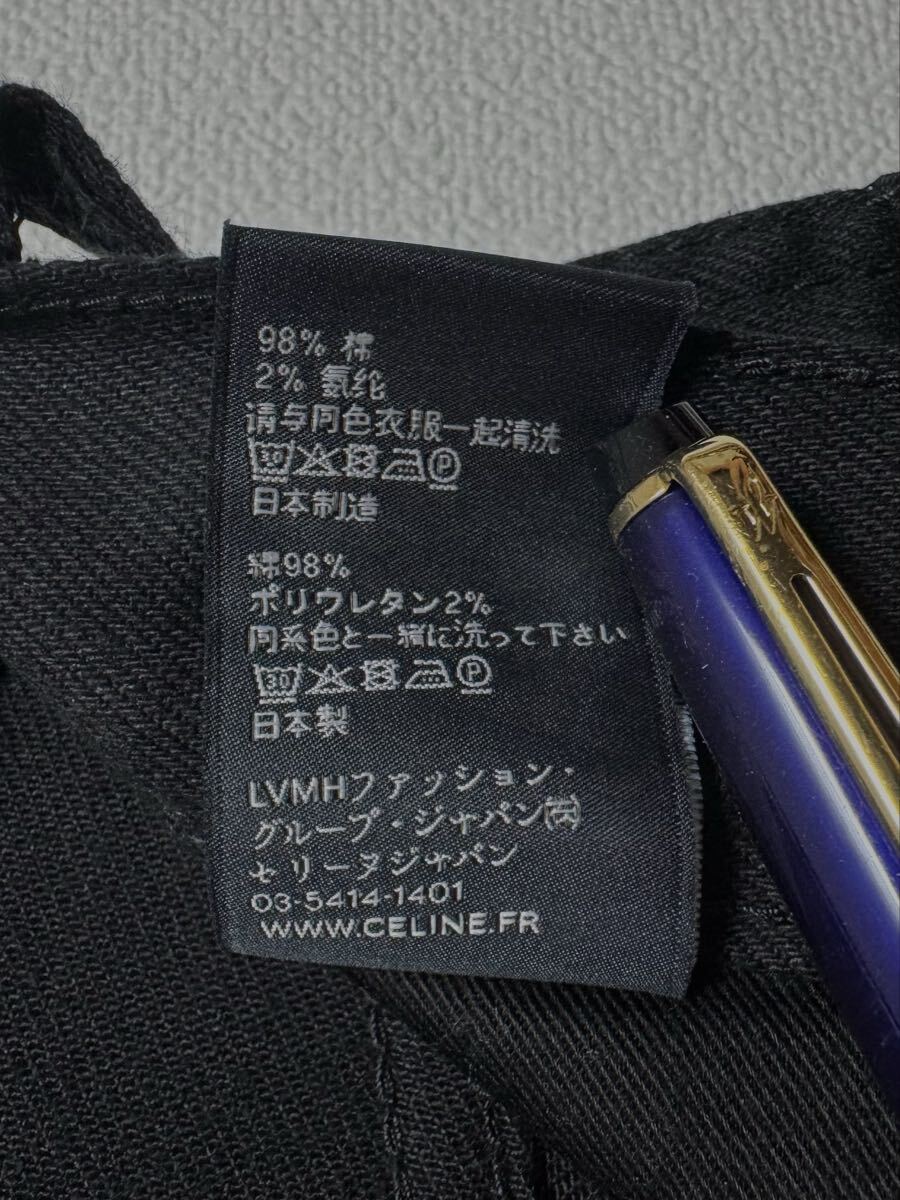 98% 棉
2% 氨纶
请与同色衣服一起清洗
30 P
日本制造
綿98%
ポリウレタン2%
同系色と一緒に洗って下さい
30 P
日本製
LVMHファッション・
グループ・ジャパン㈱
セリーヌジャパン
03-5414-1401
WWW.CELINE.FR